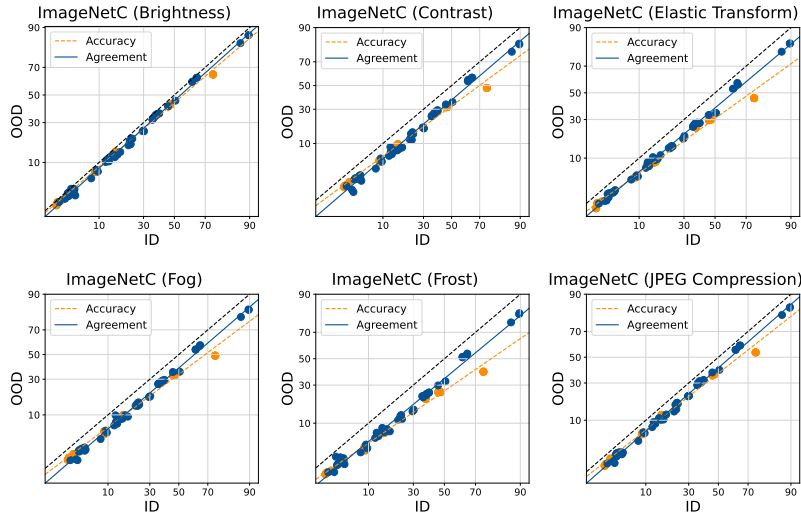 ImageNetC (Brightness)
90
70
50
30
10
OOD
Accuracy
Agreement
10
30
50
70
90
ID
ImageNetC (Contrast)
90
70
50
30
10
OOD
Accuracy
Agreement
10
30
50
70
90
ID
ImageNetC (Elastic Transform)
90
70
50
30
10
OOD
Accuracy
Agreement
10
30
50
70
90
ID
ImageNetC (Fog)
90
70
50
30
10
OOD
Accuracy
Agreement
10
30
50
70
90
ID
ImageNetC (Frost)
90
70
50
30
10
OOD
Accuracy
Agreement
10
30
50
70
90
ID
ImageNetC (JPEG Compression)
90
70
50
30
10
OOD
Accuracy
Agreement
10
30
50
70
90
ID